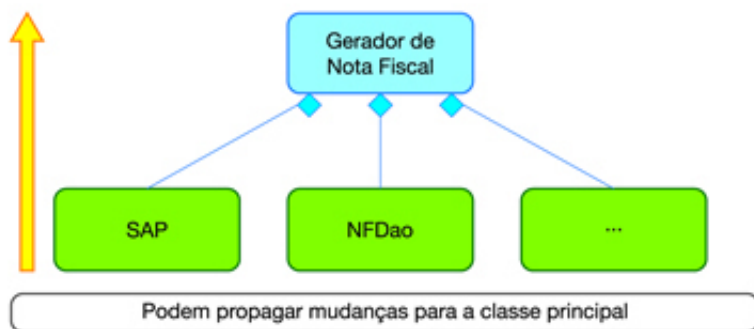 Gerador de
Nota Fiscal
SAP
NFDao
...
Podem propagar mudanças para a classe principal